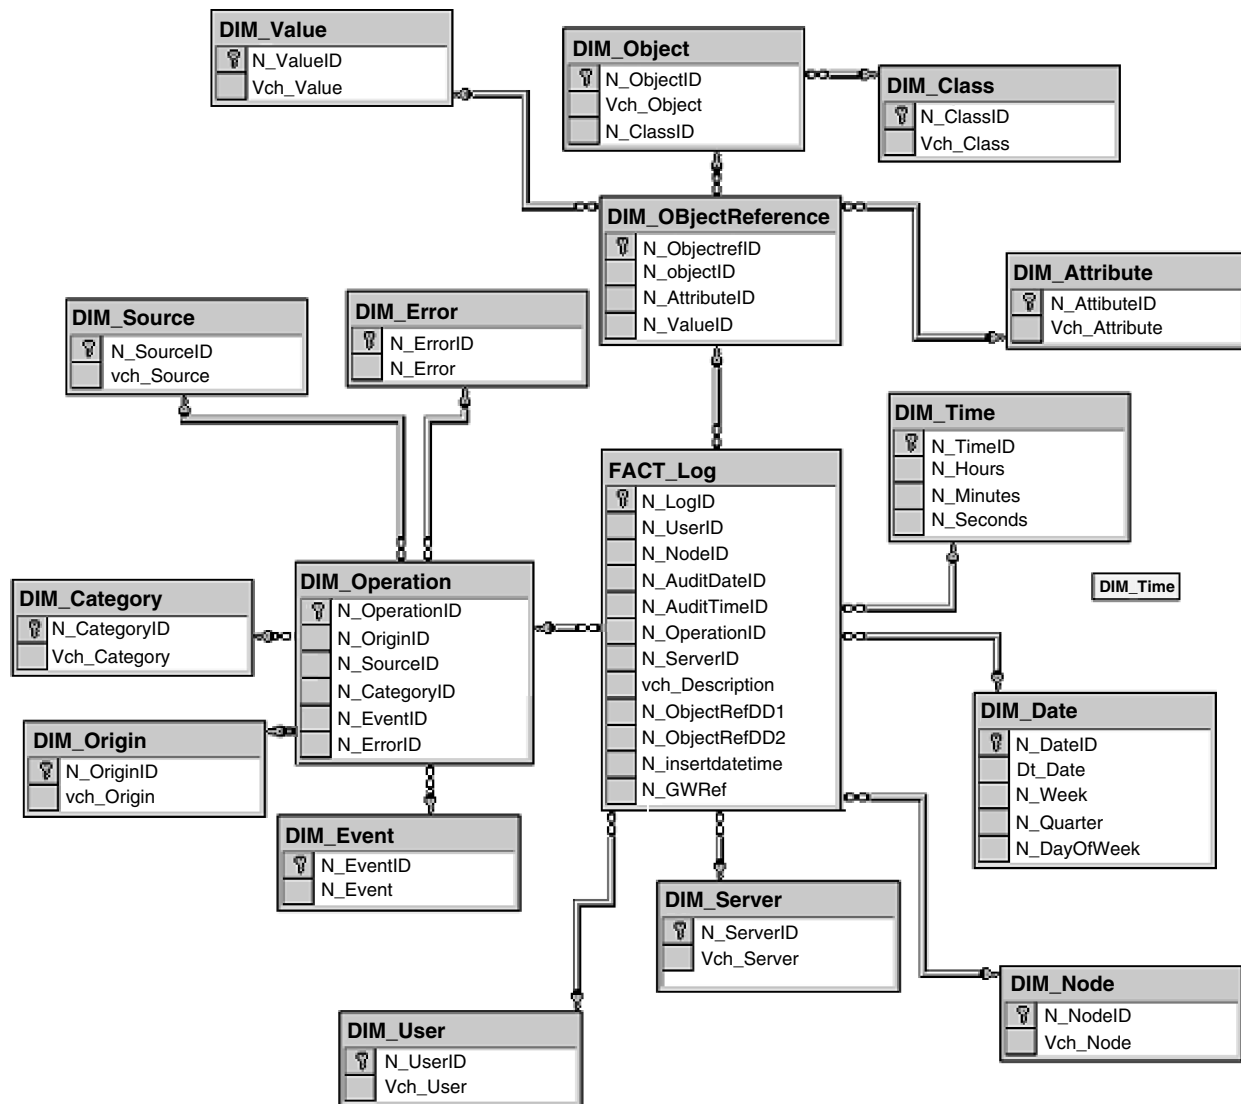 DIM_Value
N_ValueID
Vch_Value
DIM_Object
N_ObjectID
Vch_Object
N_ClassID
DIM_Class
N_ClassID
Vch_Class
DIM_OBjectReference
N_ObjectrefID
N_objectID
N_AttributeID
N_ValueID
DIM_Attribute
N_AttibuteID
Vch_Attribute
DIM_Source
N_SourceID
vch_Source
DIM_Error
N_ErrorID
N_Error
DIM_Time
N_TimeID
N_Hours
N_Minutes
N_Seconds
FACT_Log
N_LogID
N_UserID
N_NodeID
N_AuditDateID
N_AuditTimeID
N_OperationID
N_ServerID
vch_Description
N_ObjectRefDD1
N_ObjectRefDD2
N_insertdatetime
N_GWRef
DIM_Operation
N_OperationID
N_OriginID
N_SourceID
N_CategoryID
N_EventID
N_ErrorID
DIM_Category
N_CategoryID
Vch_Category
DIM_Time
DIM_Origin
N_OriginID
vch_Origin
DIM_Date
N_DateID
Dt_Date
N_Week
N_Quarter
N_DayOfWeek
DIM_Event
N_EventID
N_Event
DIM_Server
N_ServerID
Vch_Server
DIM_Node
N_NodeID
Vch_Node
DIM_User
N_UserID
Vch_User